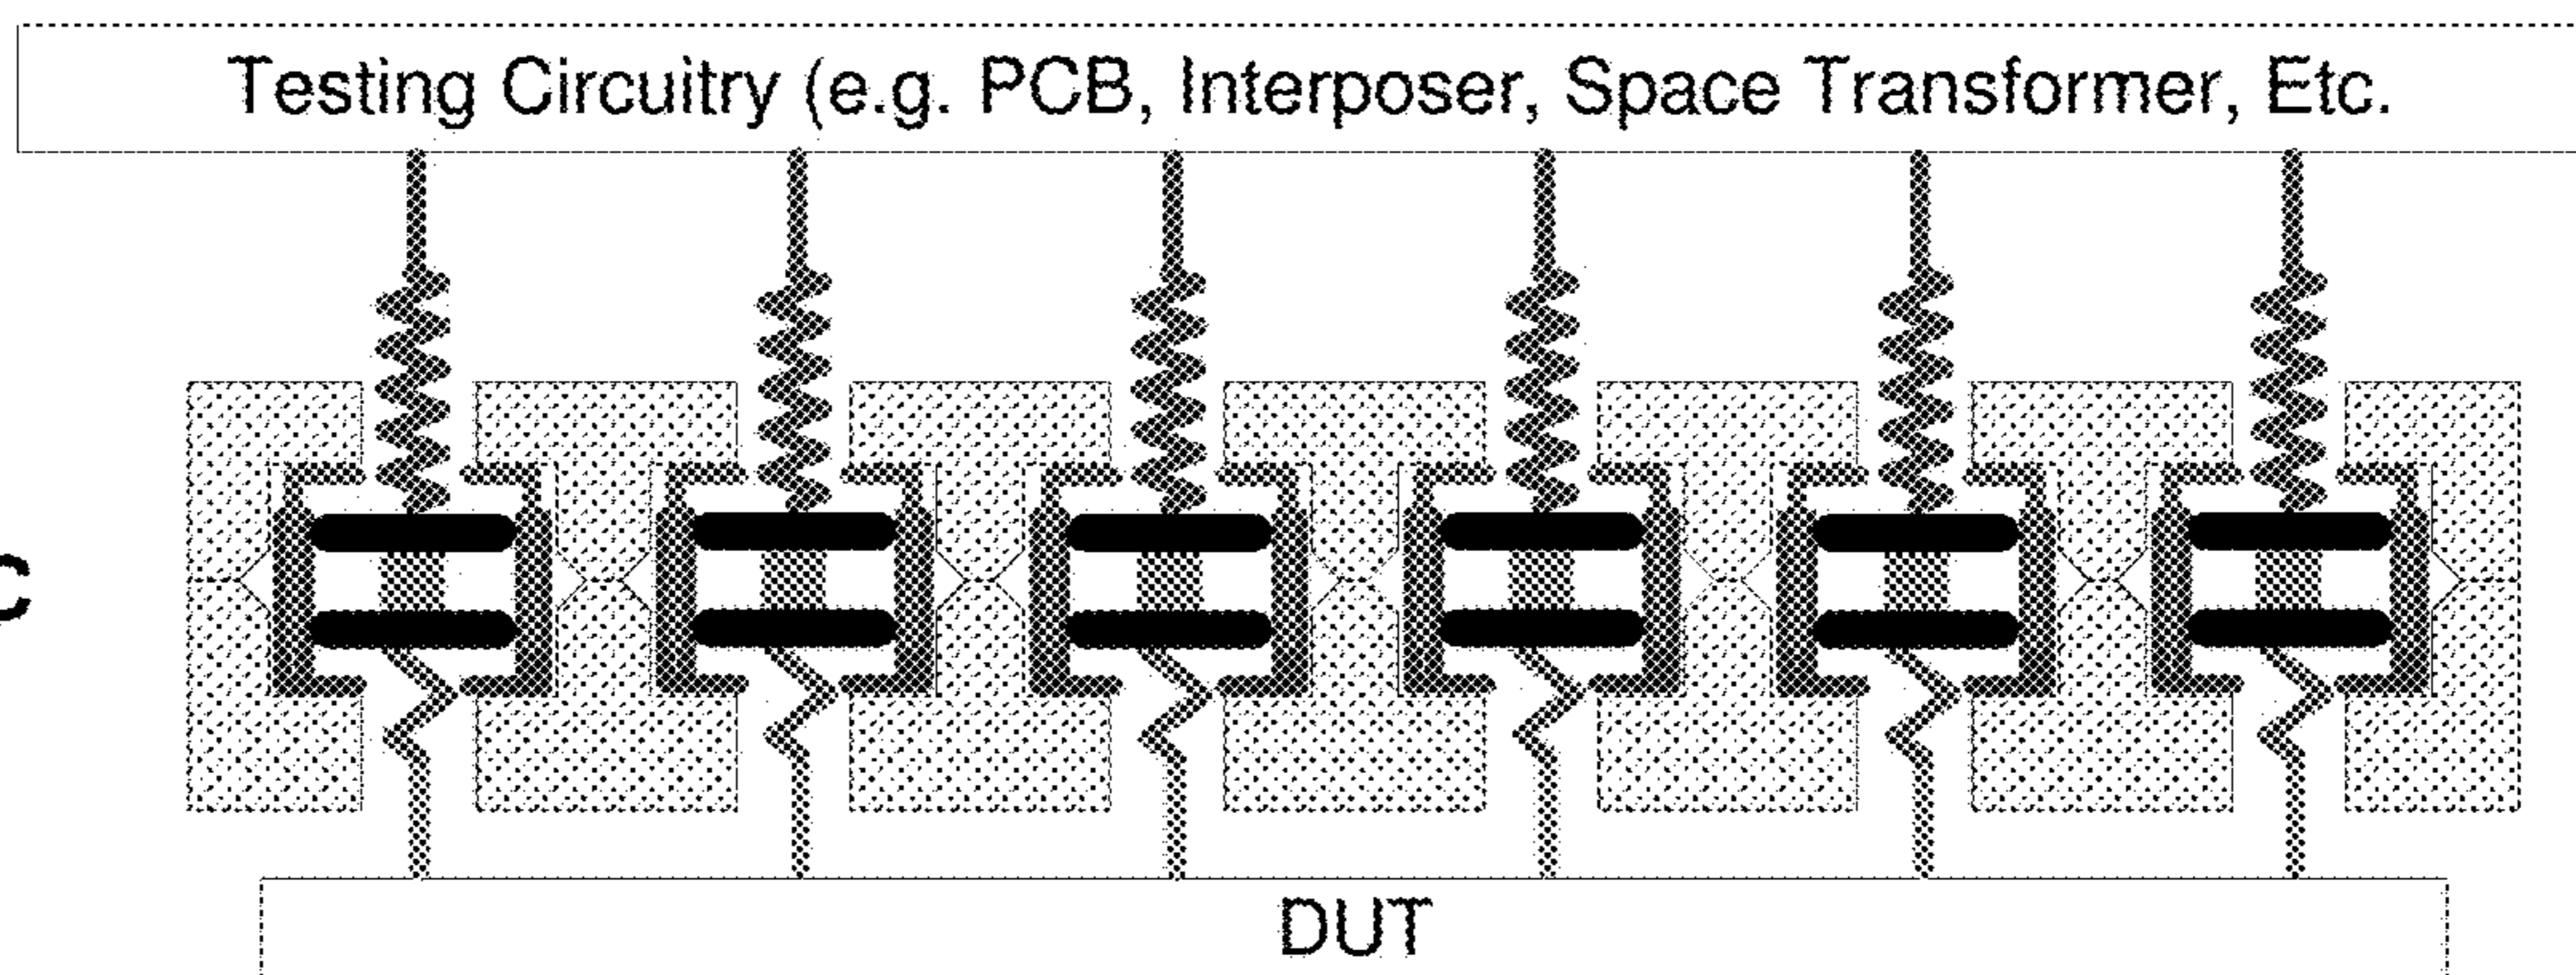 Testing Circuitry (e.g. PCB, Interposer, Space Transformer, Etc.
DUT